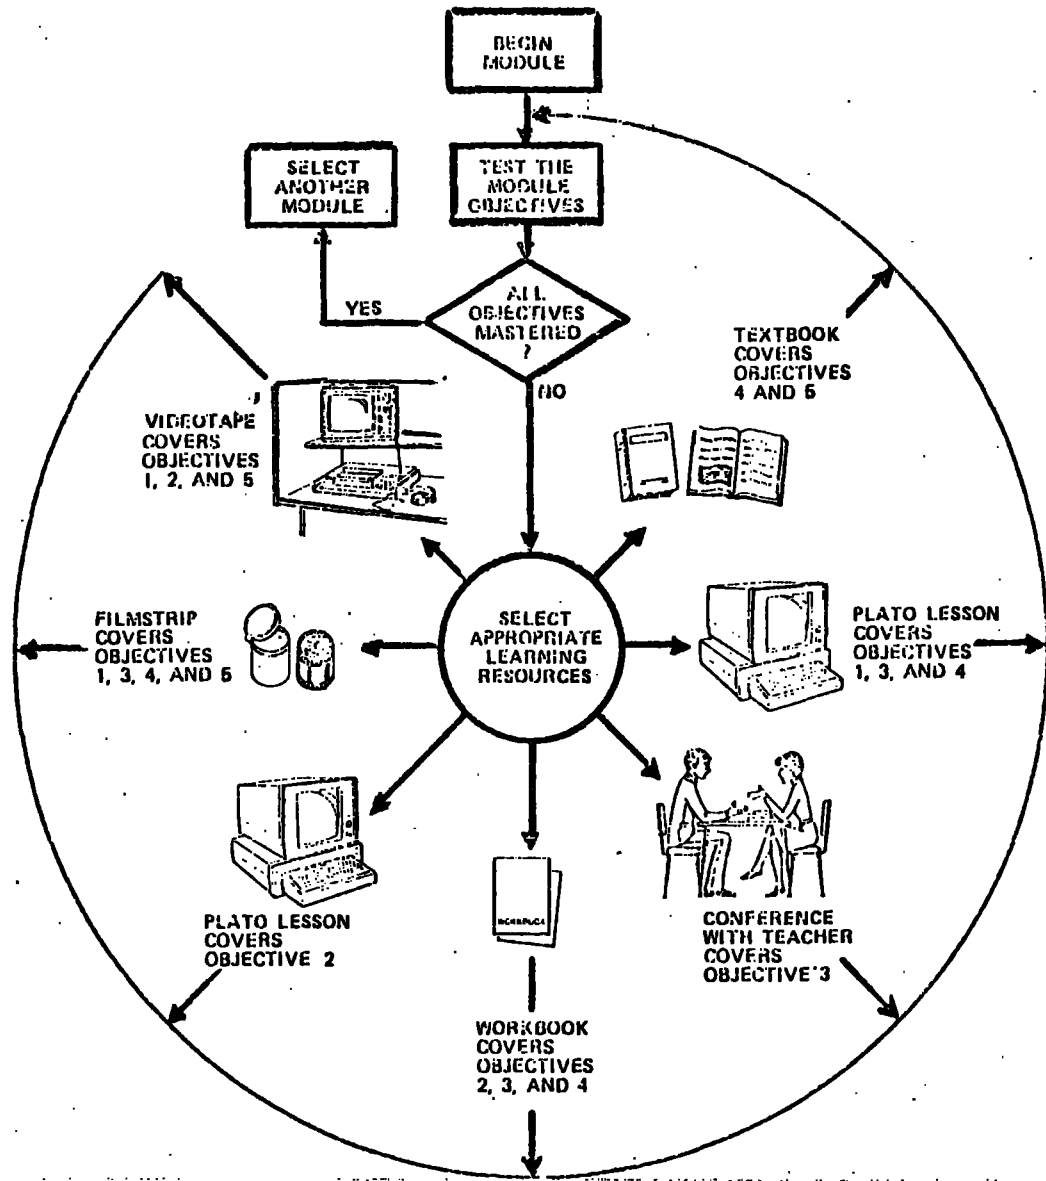 BEGIN
MODULE
SELECT
ANOTHER
MODULE
TEST THE
MODULE
OBJECTIVES
ALL
OBJECTIVES
MASTERED
?
YES
NO
TEXTBOOK
COVERS
OBJECTIVES
4 AND 5
VIDEOTAPE
COVERS
OBJECTIVES
1, 2, AND 5
FILMSTRIP
COVERS
OBJECTIVES
1, 3, 4, AND 5
SELECT
APPROPRIATE
LEARNING
RESOURCES
PLATO LESSON
COVERS
OBJECTIVES
1, 3, AND 4
PLATO LESSON
COVERS
OBJECTIVE 2
WORKBOOK
CONFERENCE
WITH TEACHER
COVERS
OBJECTIVE 3
WORKBOOK
COVERS
OBJECTIVES
2, 3, AND 4